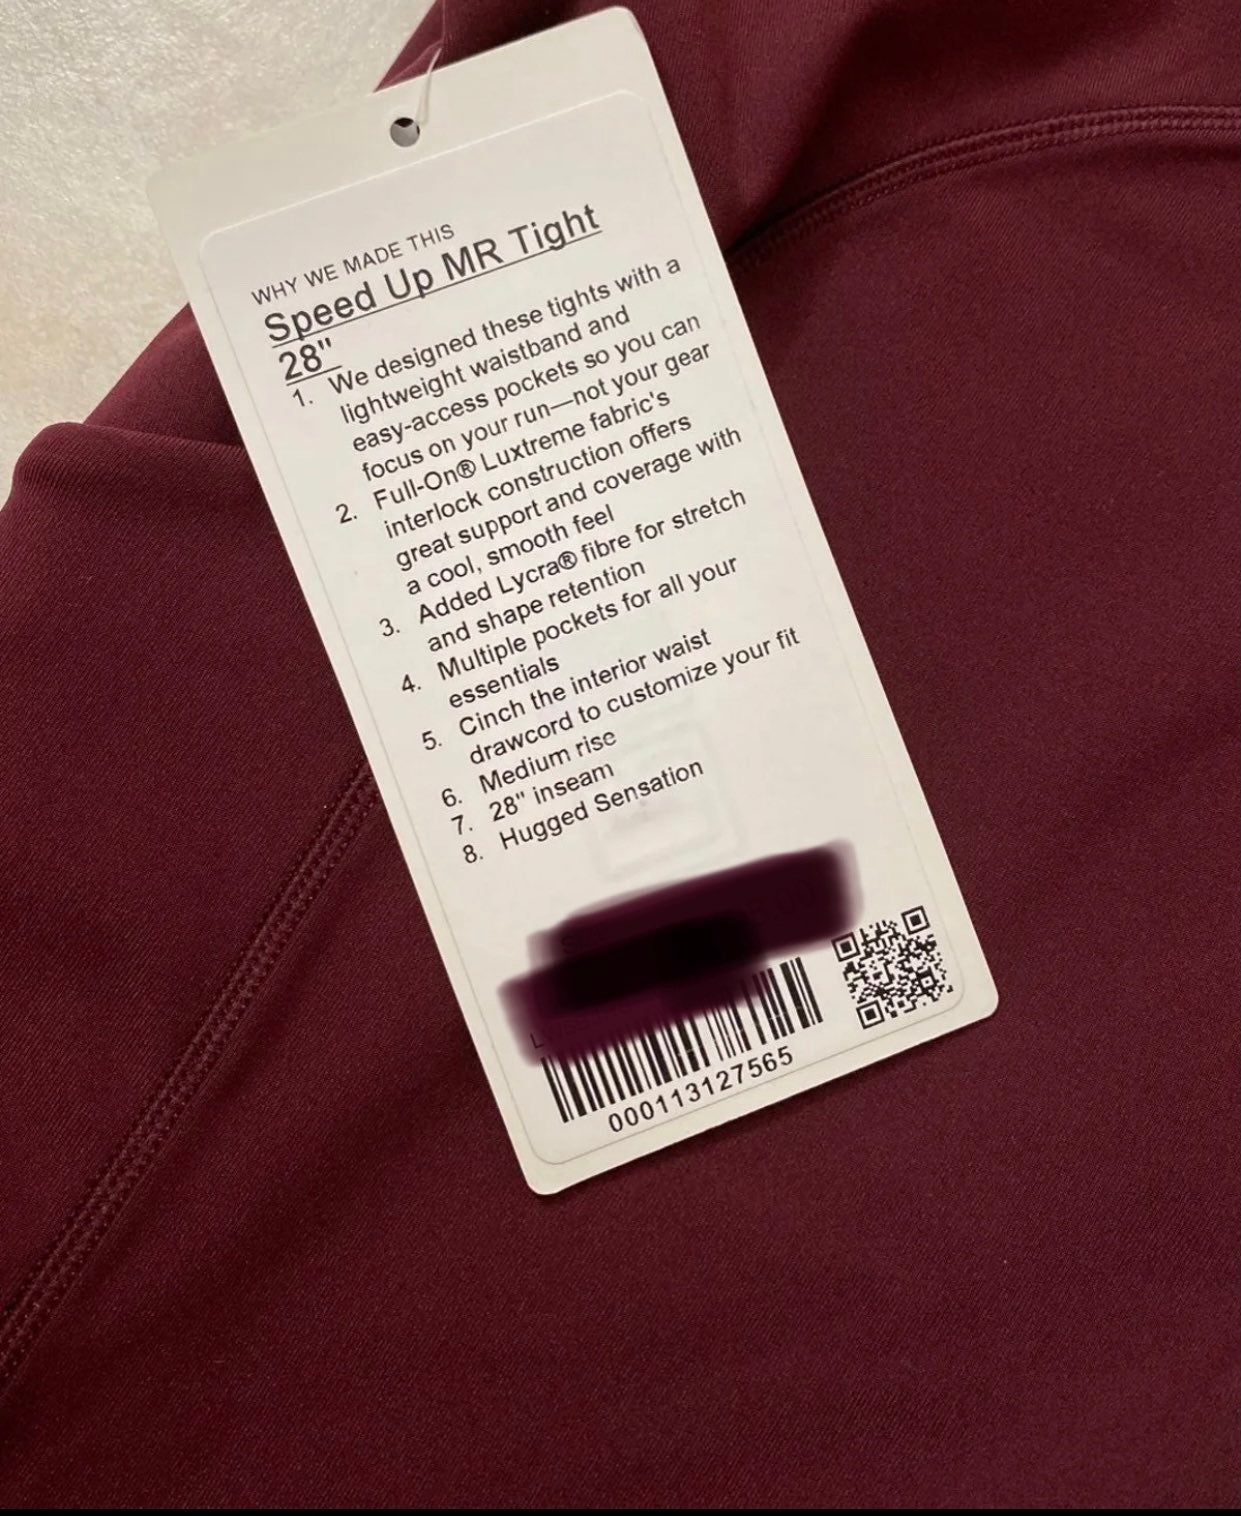 WHY WE MADE THIS
Speed Up MR Tight
28"
1. We designed these tights with a
lightweight waistband and
easy-access pockets so you can
focus on your run—not your gear
2. Full-On® Luxtreme fabric's
interlock construction offers
great support and coverage with
a cool, smooth feel
3. Added Lycra® fibre for stretch
and shape retention
4. Multiple pockets for all your
essentials
5. Cinch the interior waist
drawcord to customize your fit
6. Medium rise
7. 28" inseam
8. Hugged Sensation
000113127565